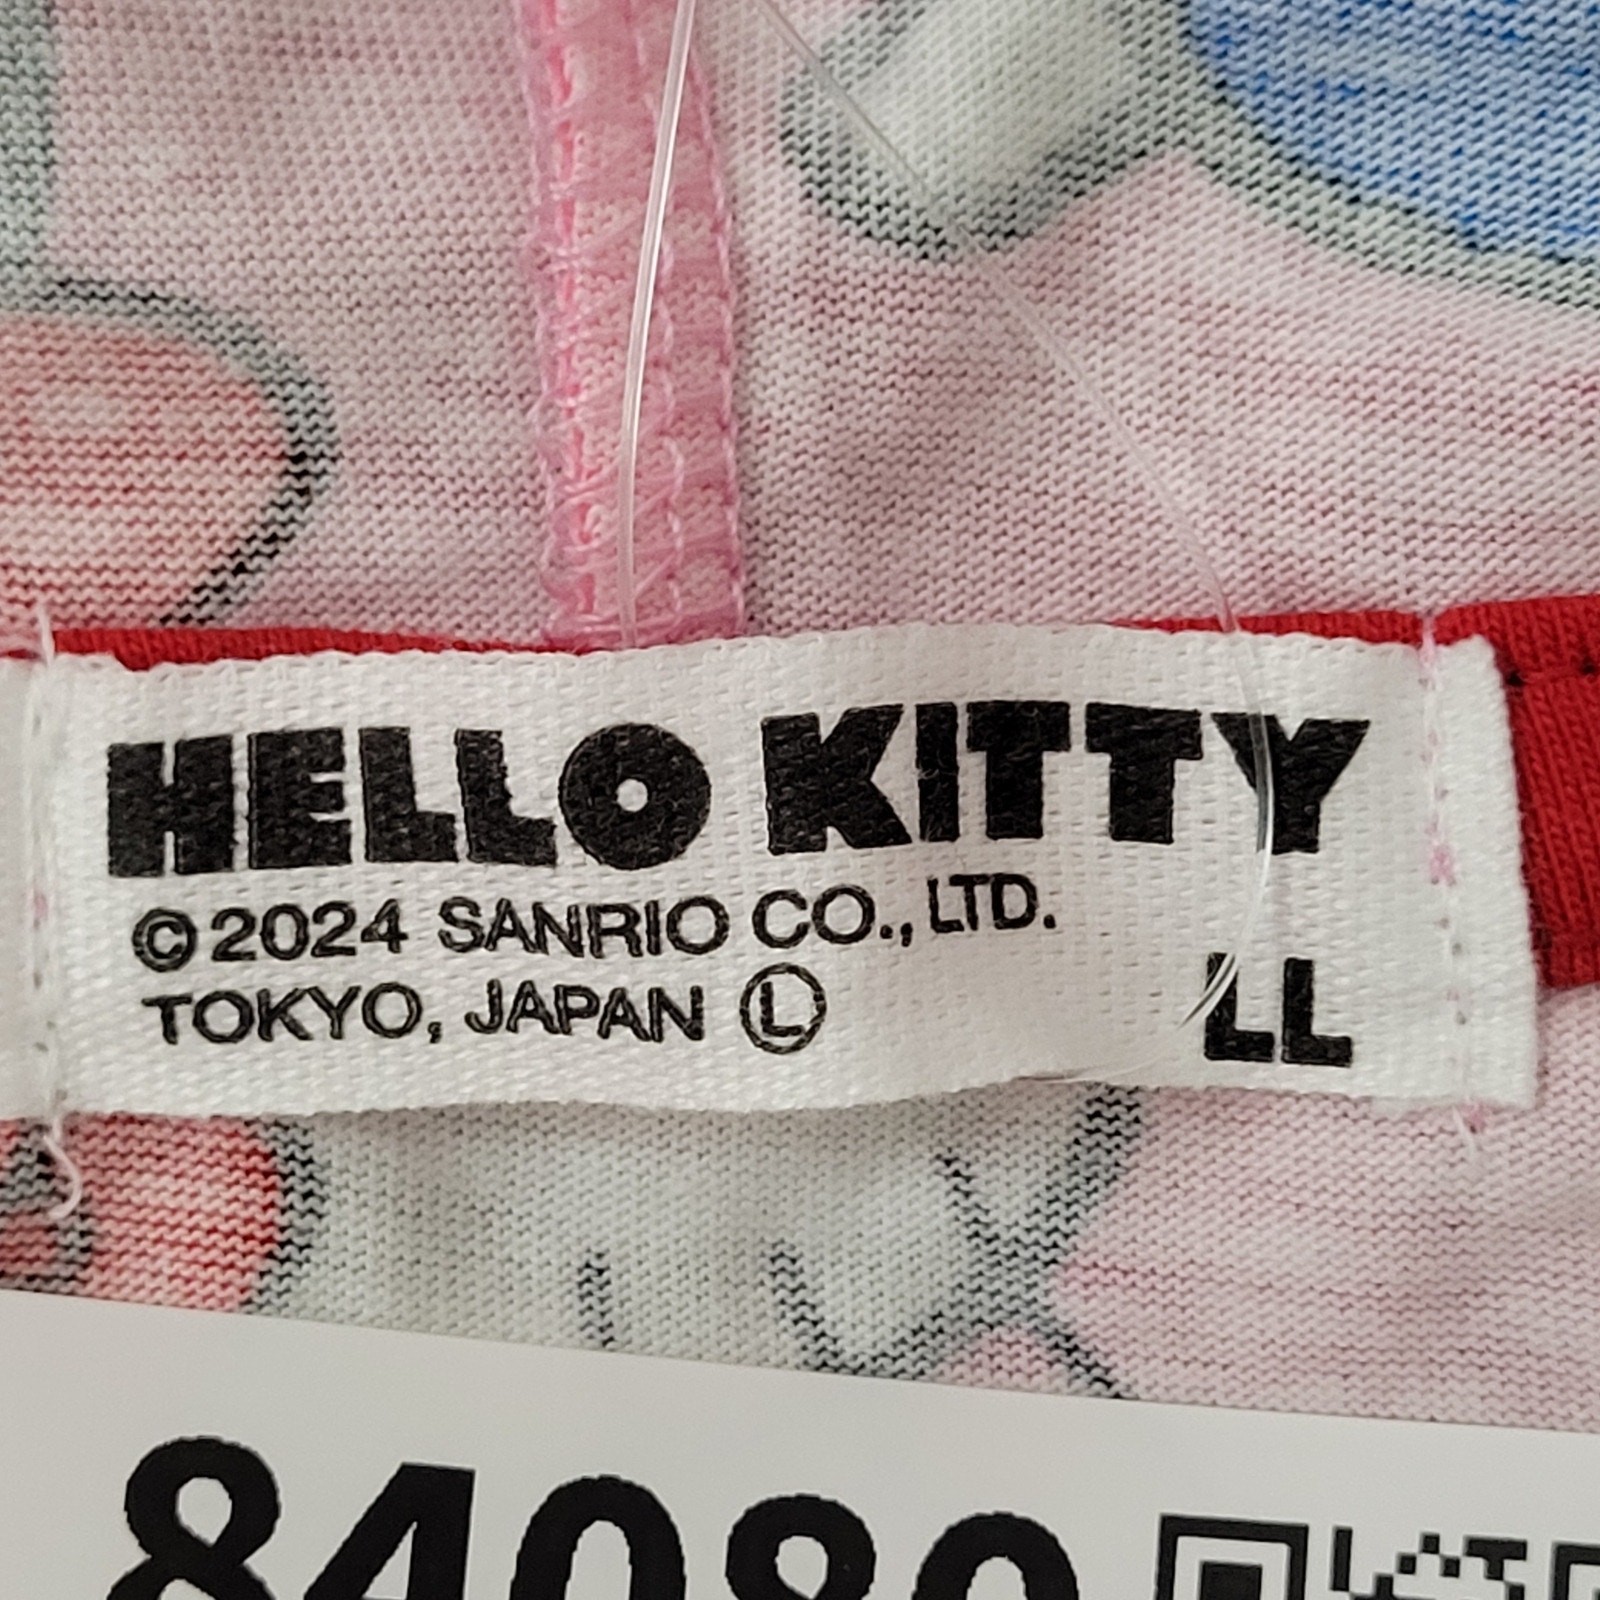 HELLO KITTY
©2024 SANRIO CO., LTD.
TOKYO, JAPAN Ⓛ LL